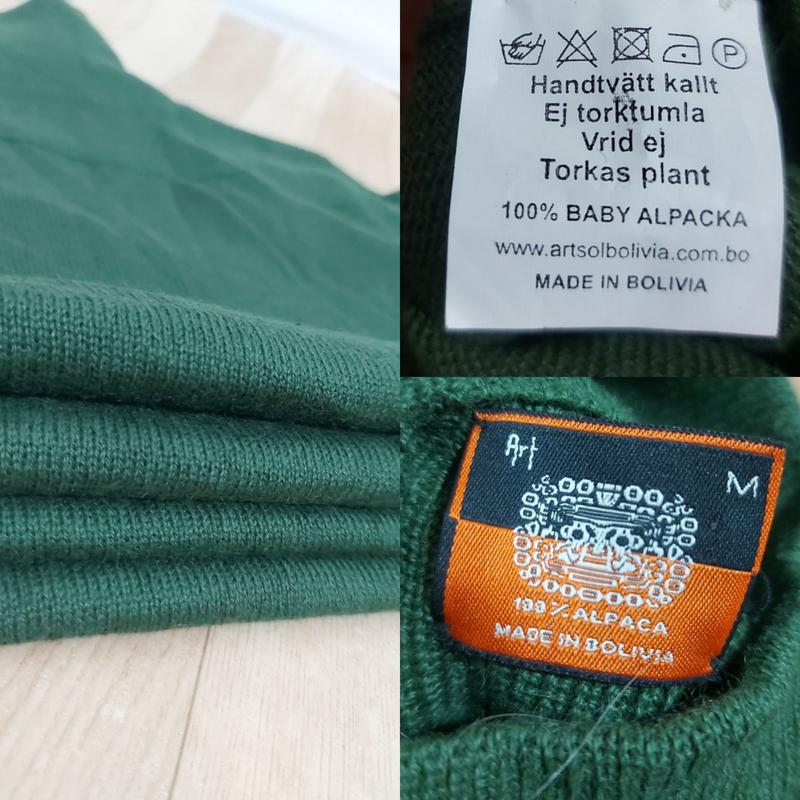 P
Handtvätt kallt
Ej torktumla
Vrid ej
Torkas plant
100% BABY ALPACKA
www.artsolbolivia.com.bo
MADE IN BOLIVIA
Art
M
100%ALPACA
MADE IN BOLIVIA